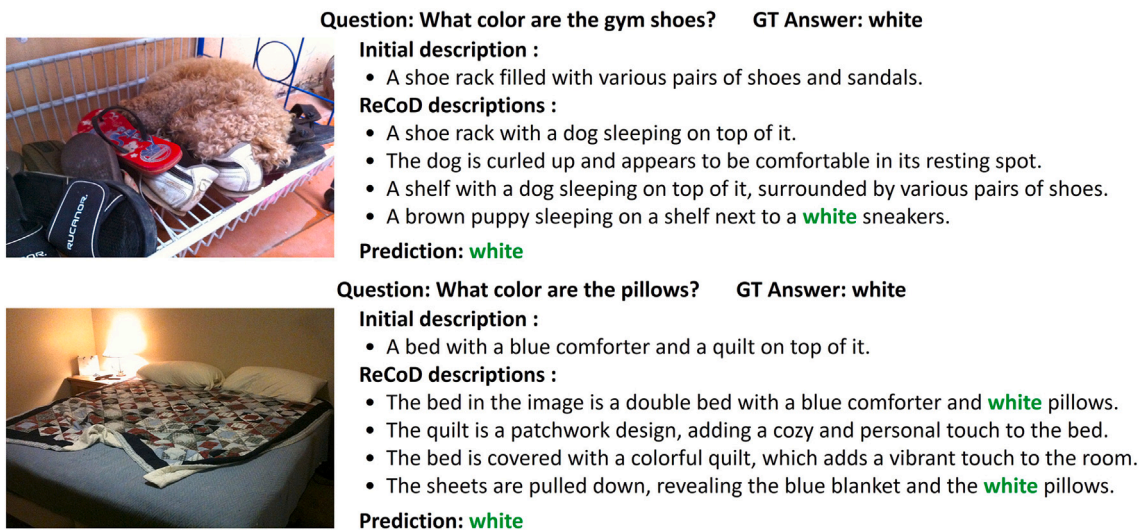 Question: What color are the gym shoes? GT Answer: white
Initial description :
• A shoe rack filled with various pairs of shoes and sandals.
ReCoD descriptions :
• A shoe rack with a dog sleeping on top of it.
• The dog is curled up and appears to be comfortable in its resting spot.
• A shelf with a dog sleeping on top of it, surrounded by various pairs of shoes.
• A brown puppy sleeping on a shelf next to a white sneakers.
Prediction: white
RUCANOR.
OR.
Question: What color are the pillows? GT Answer: white
Initial description :
• A bed with a blue comforter and a quilt on top of it.
ReCoD descriptions :
• The bed in the image is a double bed with a blue comforter and white pillows.
• The quilt is a patchwork design, adding a cozy and personal touch to the bed.
• The bed is covered with a colorful quilt, which adds a vibrant touch to the room.
• The sheets are pulled down, revealing the blue blanket and the white pillows.
Prediction: white